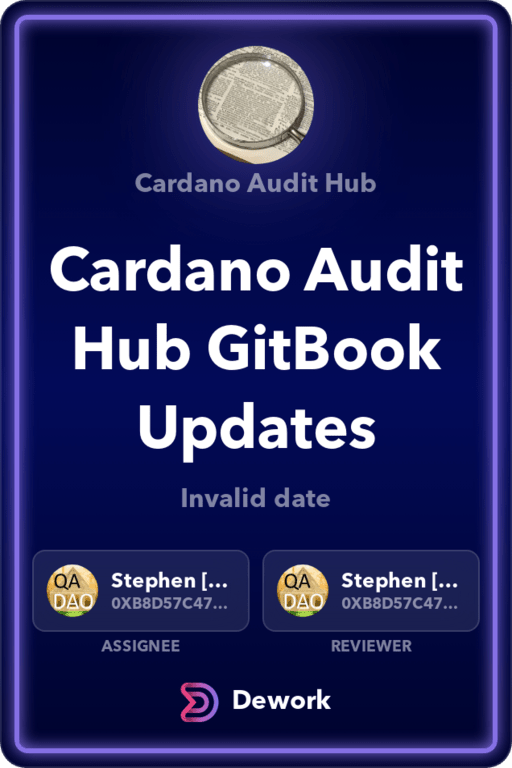 Cardano Audit Hub
Cardano Audit
Hub GitBook
Updates
Invalid date
QA
DAO
Stephen [...
0XB8D57C47...
ASSIGNEE
QA
DAO
Stephen [...
0XB8D57C47...
REVIEWER
Dework